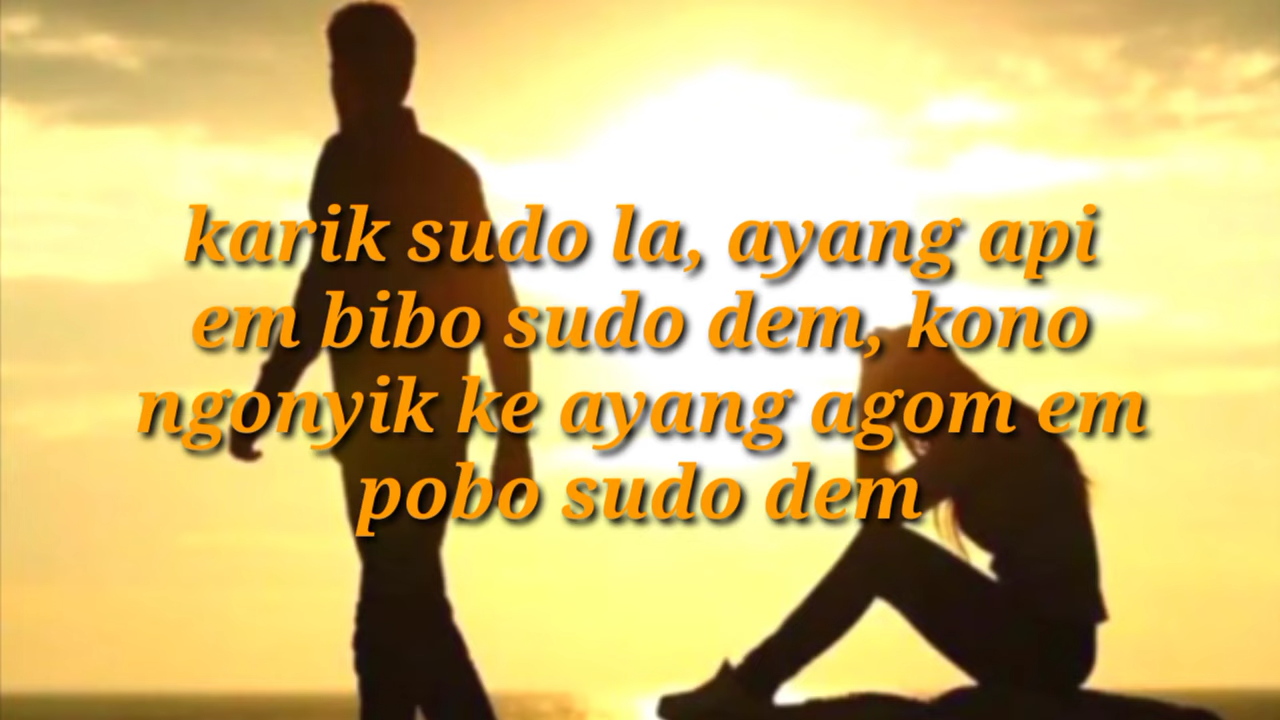 karik sudo la, ayang api
em bibo sudo dem, kono
ngonyik ke ayang agom em
pobo sudo dem